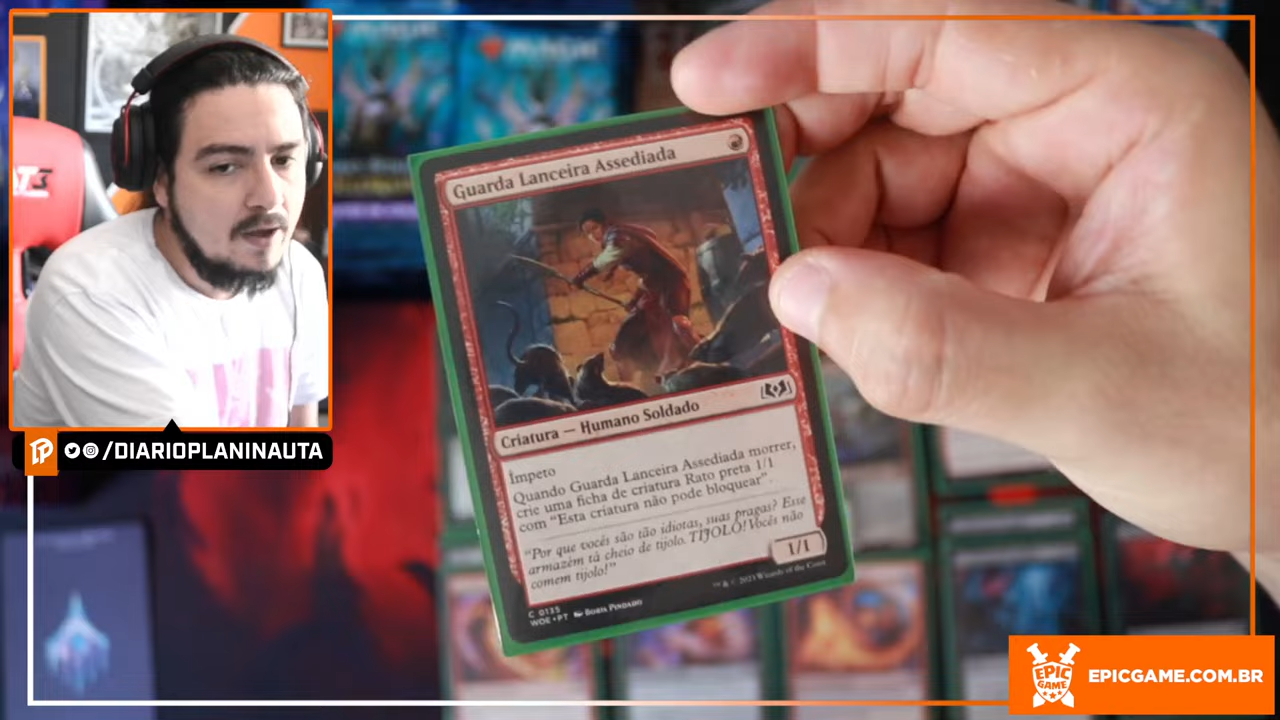 MAGIC
Guarda Lanceira Assediada
Criatura — Humano Soldado
Ímpeto
Quando Guarda Lanceira Assediada morrer,
crie uma ficha de criatura Rato preta 1/1
com “Esta criatura não pode bloquear”.
“Por que vocês são tão idiotas, suas pragas? Esse
armazém tá cheio de tijolo. TIJOLO! Vocês não
comem tijolo!”
1/1
C 0135
WOE • PT Borja Pindado
™ & © 2023 Wizards of the Coast
/DIARIOPLANINAUTA
EPIC
GAME
EPICGAME.COM.BR